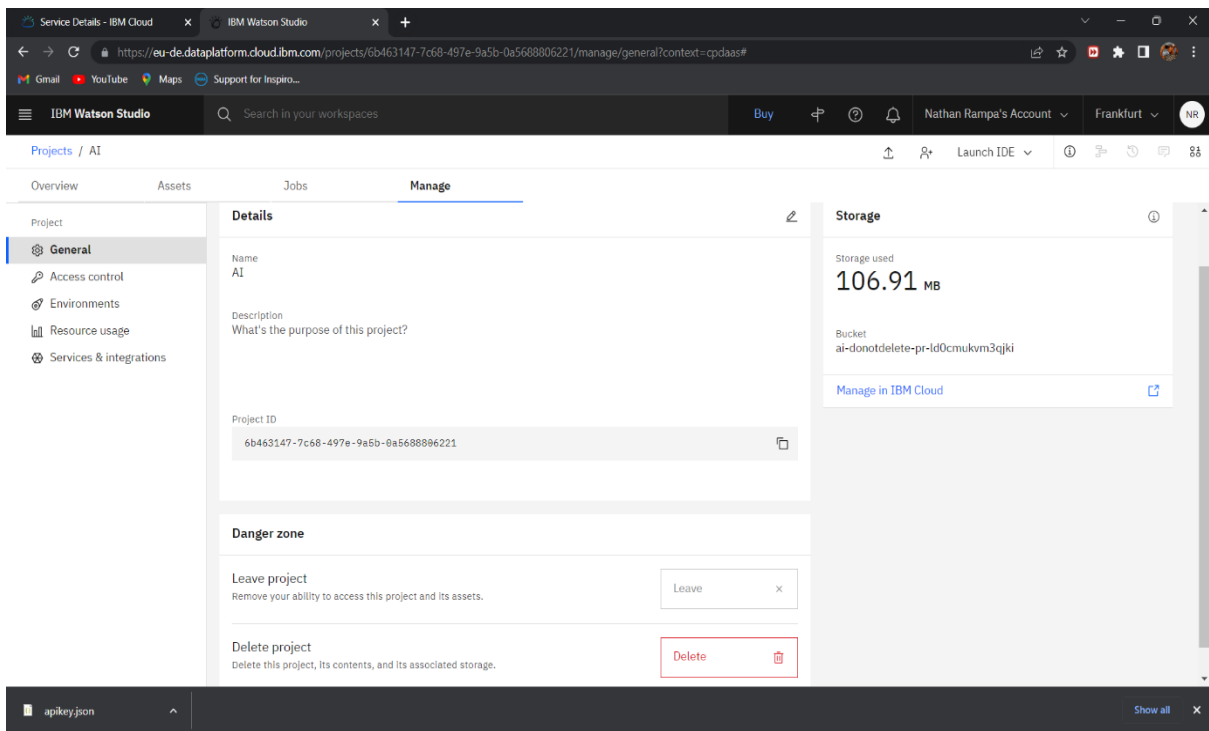 Service Details - IBM Cloud
IBM Watson Studio
https://eu-de.dataplatform.cloud.ibm.com/projects/6b463147-7c68-497e-9a5b-0a5688806221/manage/general?context=cpdaas#
Gmail YouTube Maps Support for Inspiro...
IBM Watson Studio Search in your workspaces Buy Nathan Rampa's Account Frankfurt NR
Projects / AI Launch IDE
Overview Assets Jobs Manage
Project
General
Access control
Environments
Resource usage
Services & integrations
Details
Name
AI
Description
What's the purpose of this project?
Project ID
6b463147-7c68-497e-9a5b-0a5688806221
Danger zone
Leave project
Remove your ability to access this project and its assets.
Leave
Delete project
Delete this project, its contents, and its associated storage.
Delete
Storage
Storage used
106.91 MB
Bucket
ai-donotdelete-pr-ld0cmukvm3qjki
Manage in IBM Cloud
apikey.json
Show all